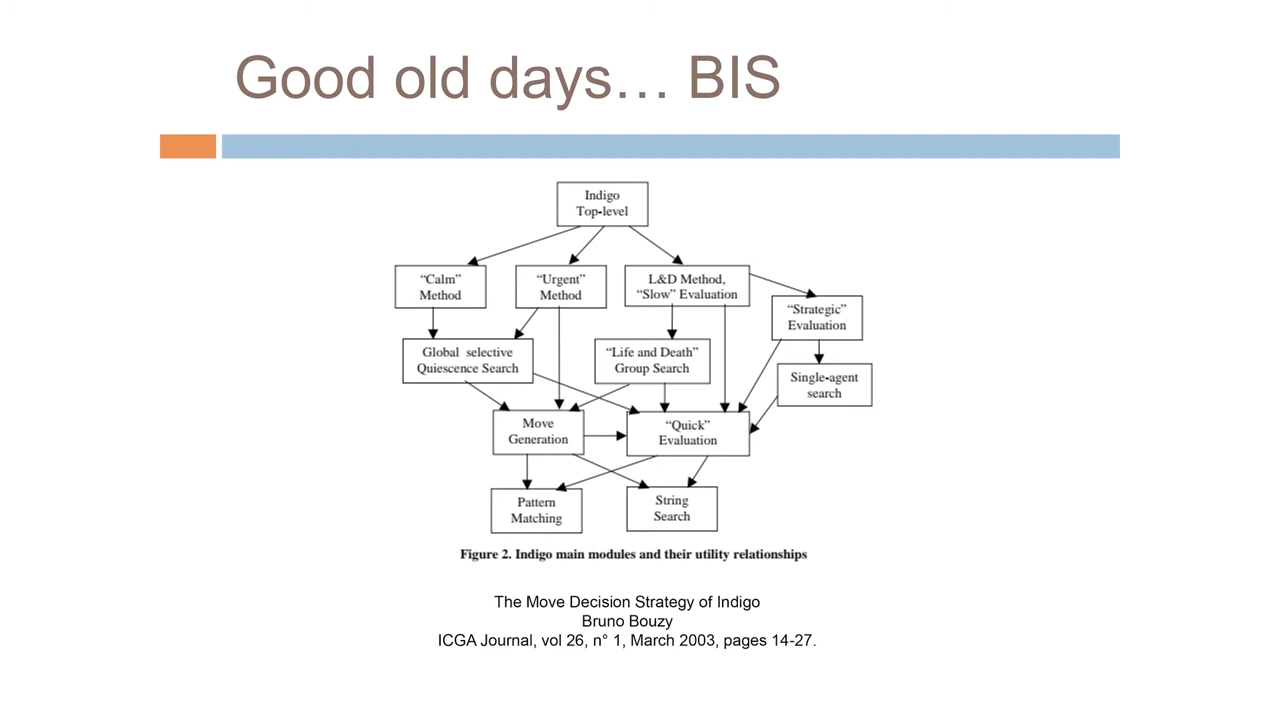 Good old days… BIS
Indigo
Top-level
“Calm”
Method
“Urgent”
Method
L&D Method,
“Slow” Evaluation
“Strategic”
Evaluation
Global selective
Quiescence Search
“Life and Death”
Group Search
Single-agent
search
Move
Generation
“Quick”
Evaluation
Pattern
Matching
String
Search
Figure 2. Indigo main modules and their utility relationships
The Move Decision Strategy of Indigo
Bruno Bouzy
ICGA Journal, vol 26, n° 1, March 2003, pages 14-27.